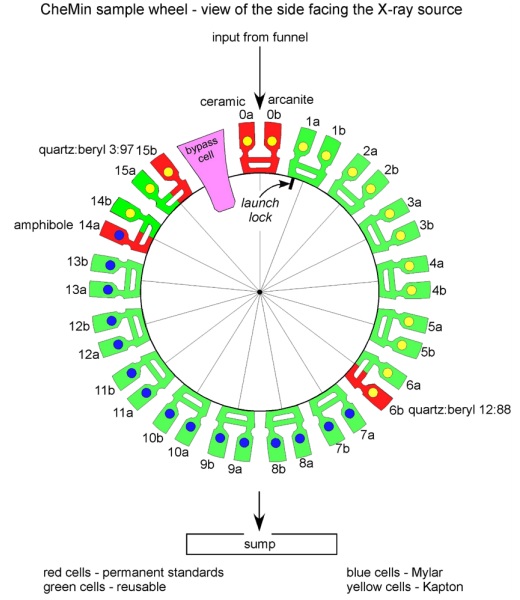 CheMin sample wheel - view of the side facing the X-ray source
input from funnel
ceramic arcanite
0a 0b
1a
1b
2a
2b
3a
3b
4a
4b
5a
5b
6a
6b quartz:beryl 12:88
7a
7b
8a
8b
9a
9b
10a
10b
11a
11b
12a
12b
13a
13b
amphibole 14a
14b
15a
quartz:beryl 3:97 15b
bypass
cell
launch
lock
sump
red cells - permanent standards
green cells - reusable
blue cells - Mylar
yellow cells - Kapton